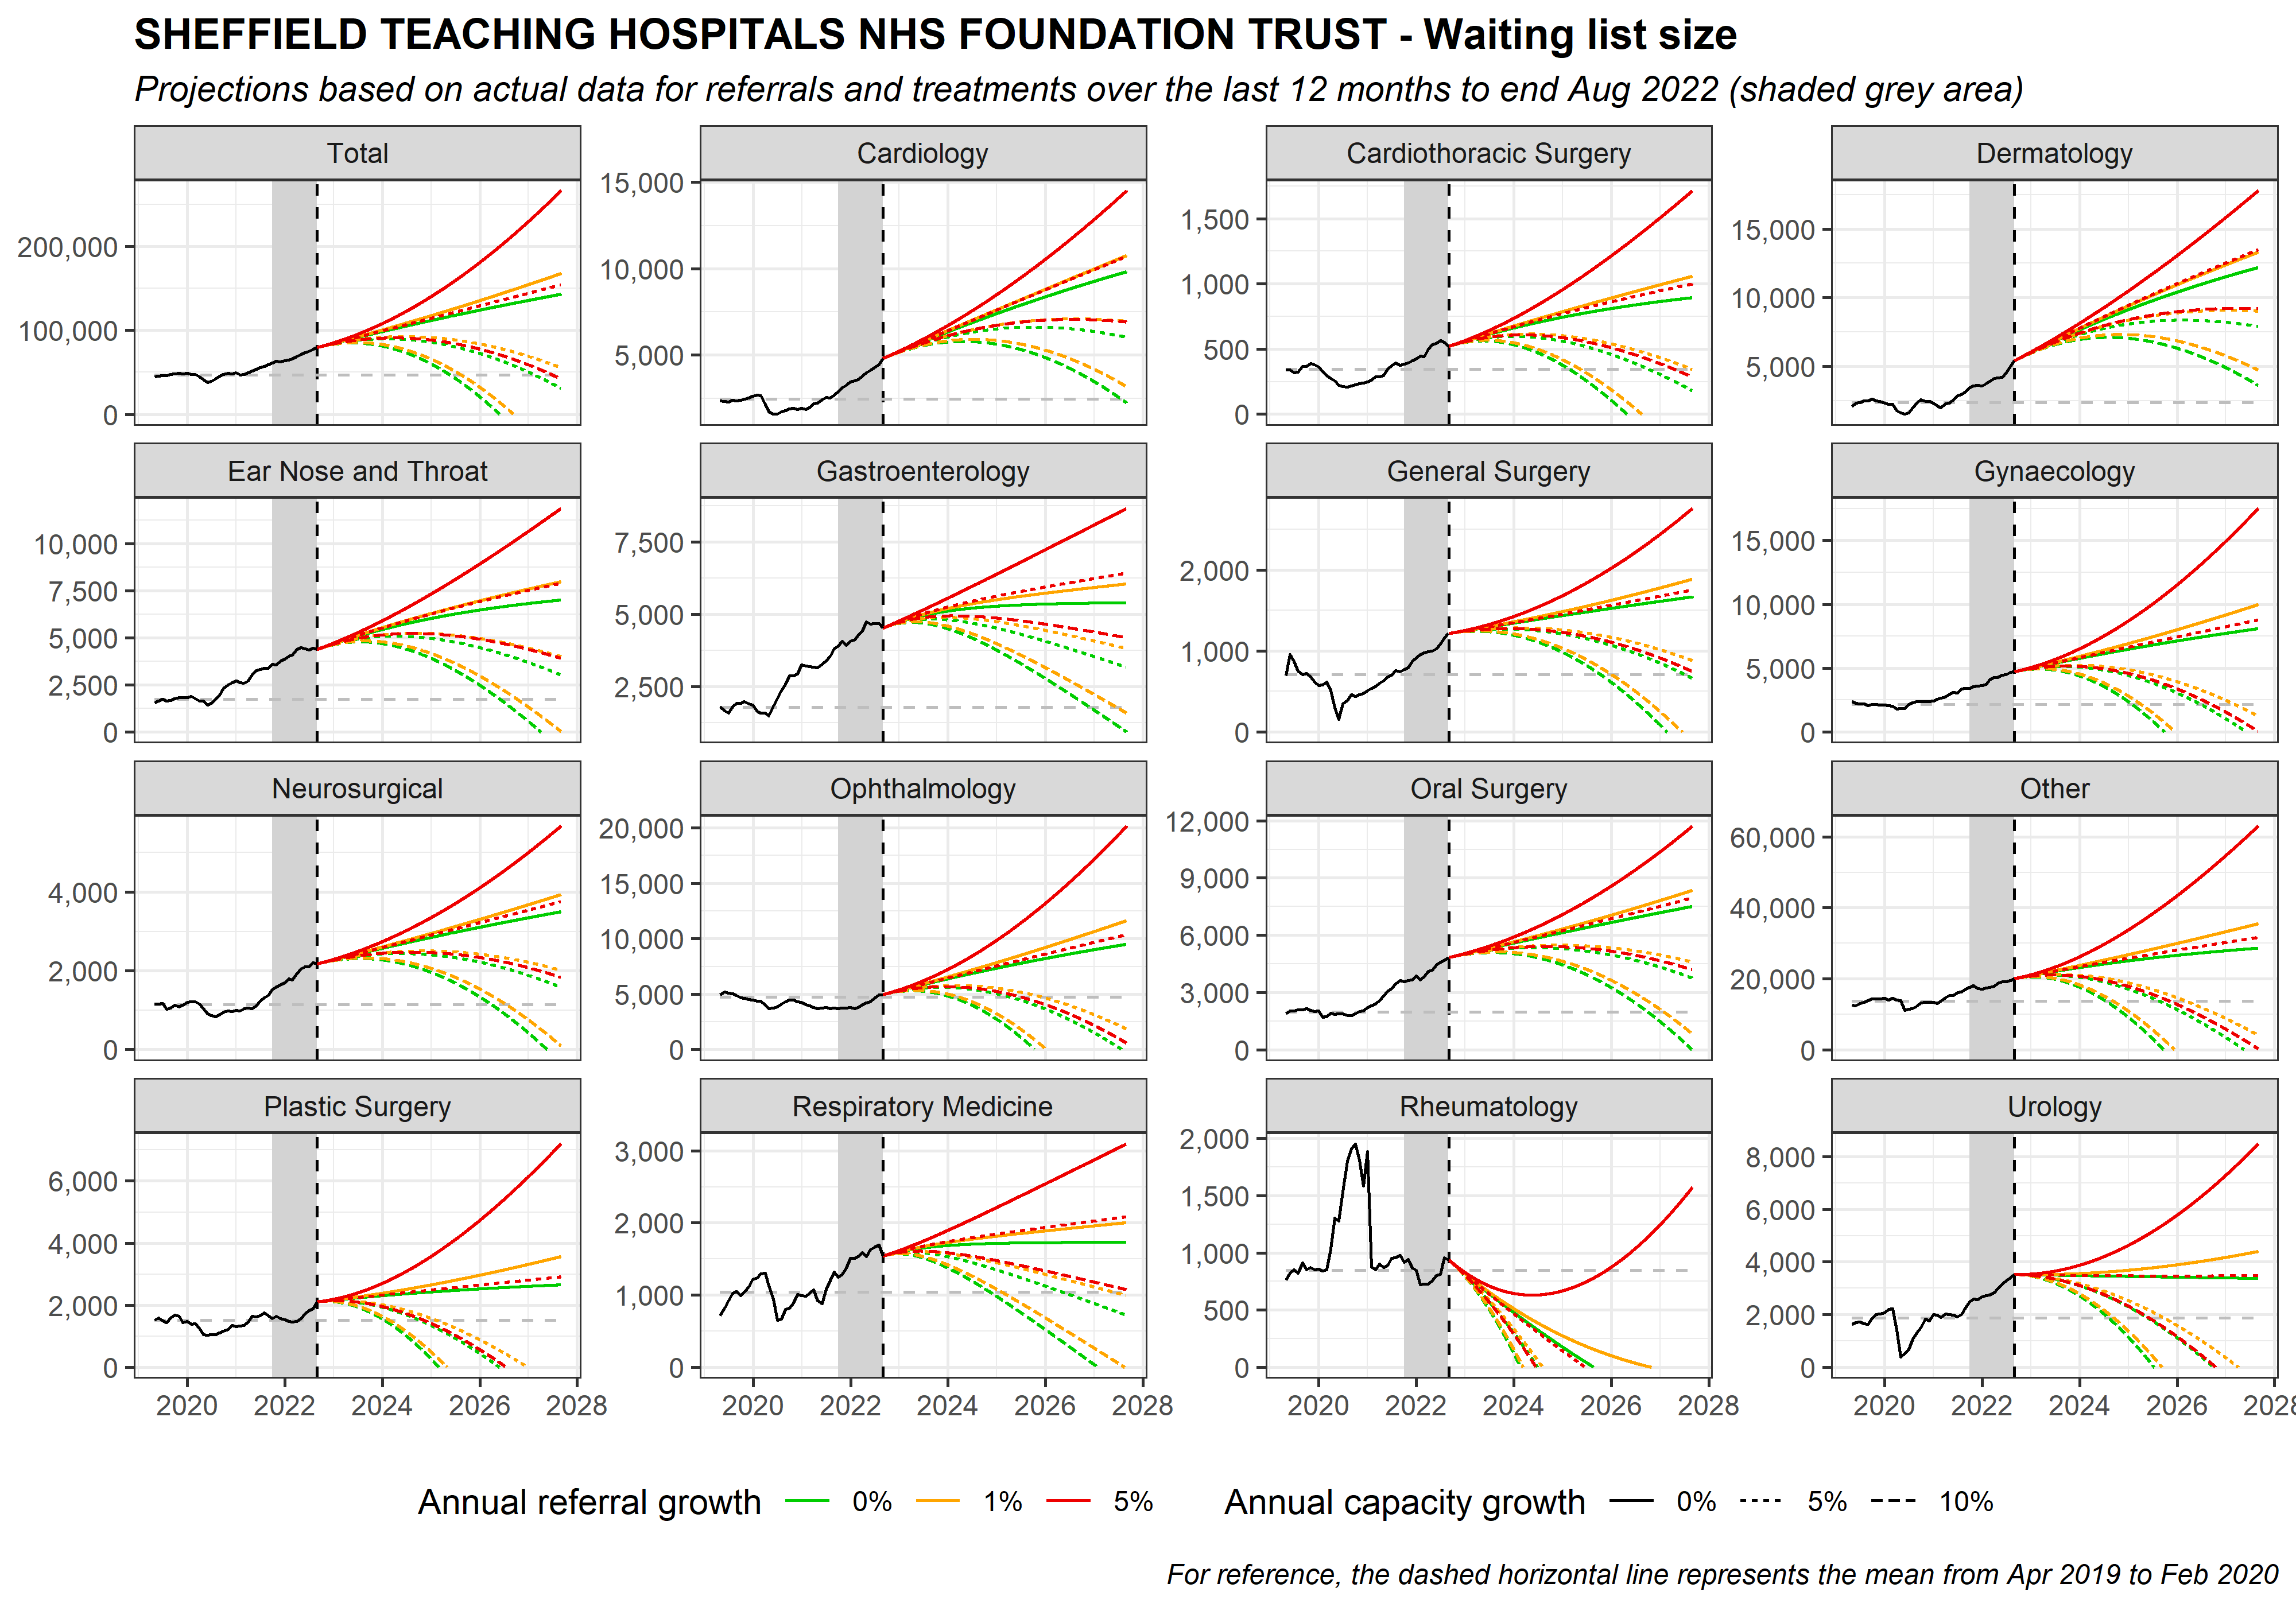 SHEFFIELD TEACHING HOSPITALS NHS FOUNDATION TRUST - Waiting list size
Projections based on actual data for referrals and treatments over the last 12 months to end Aug 2022 (shaded grey area)
Total
200,000
100,000
0
Cardiology
15,000
10,000
5,000
Cardiothoracic Surgery
1,500
1,000
500
0
Dermatology
15,000
10,000
5,000
Ear Nose and Throat
10,000
7,500
5,000
2,500
0
Gastroenterology
7,500
5,000
2,500
General Surgery
2,000
1,000
0
Gynaecology
15,000
10,000
5,000
0
Neurosurgical
4,000
2,000
0
Ophthalmology
20,000
15,000
10,000
5,000
0
Oral Surgery
12,000
9,000
6,000
3,000
0
Other
60,000
40,000
20,000
0
Plastic Surgery
6,000
4,000
2,000
0
2020 2022 2024 2026 2028
Respiratory Medicine
3,000
2,000
1,000
0
2020 2022 2024 2026 2028
Rheumatology
2,000
1,500
1,000
500
0
2020 2022 2024 2026 2028
Urology
8,000
6,000
4,000
2,000
0
2020 2022 2024 2026 2028
Annual referral growth 0% 1% 5% Annual capacity growth 0% 5% 10%
For reference, the dashed horizontal line represents the mean from Apr 2019 to Feb 2020